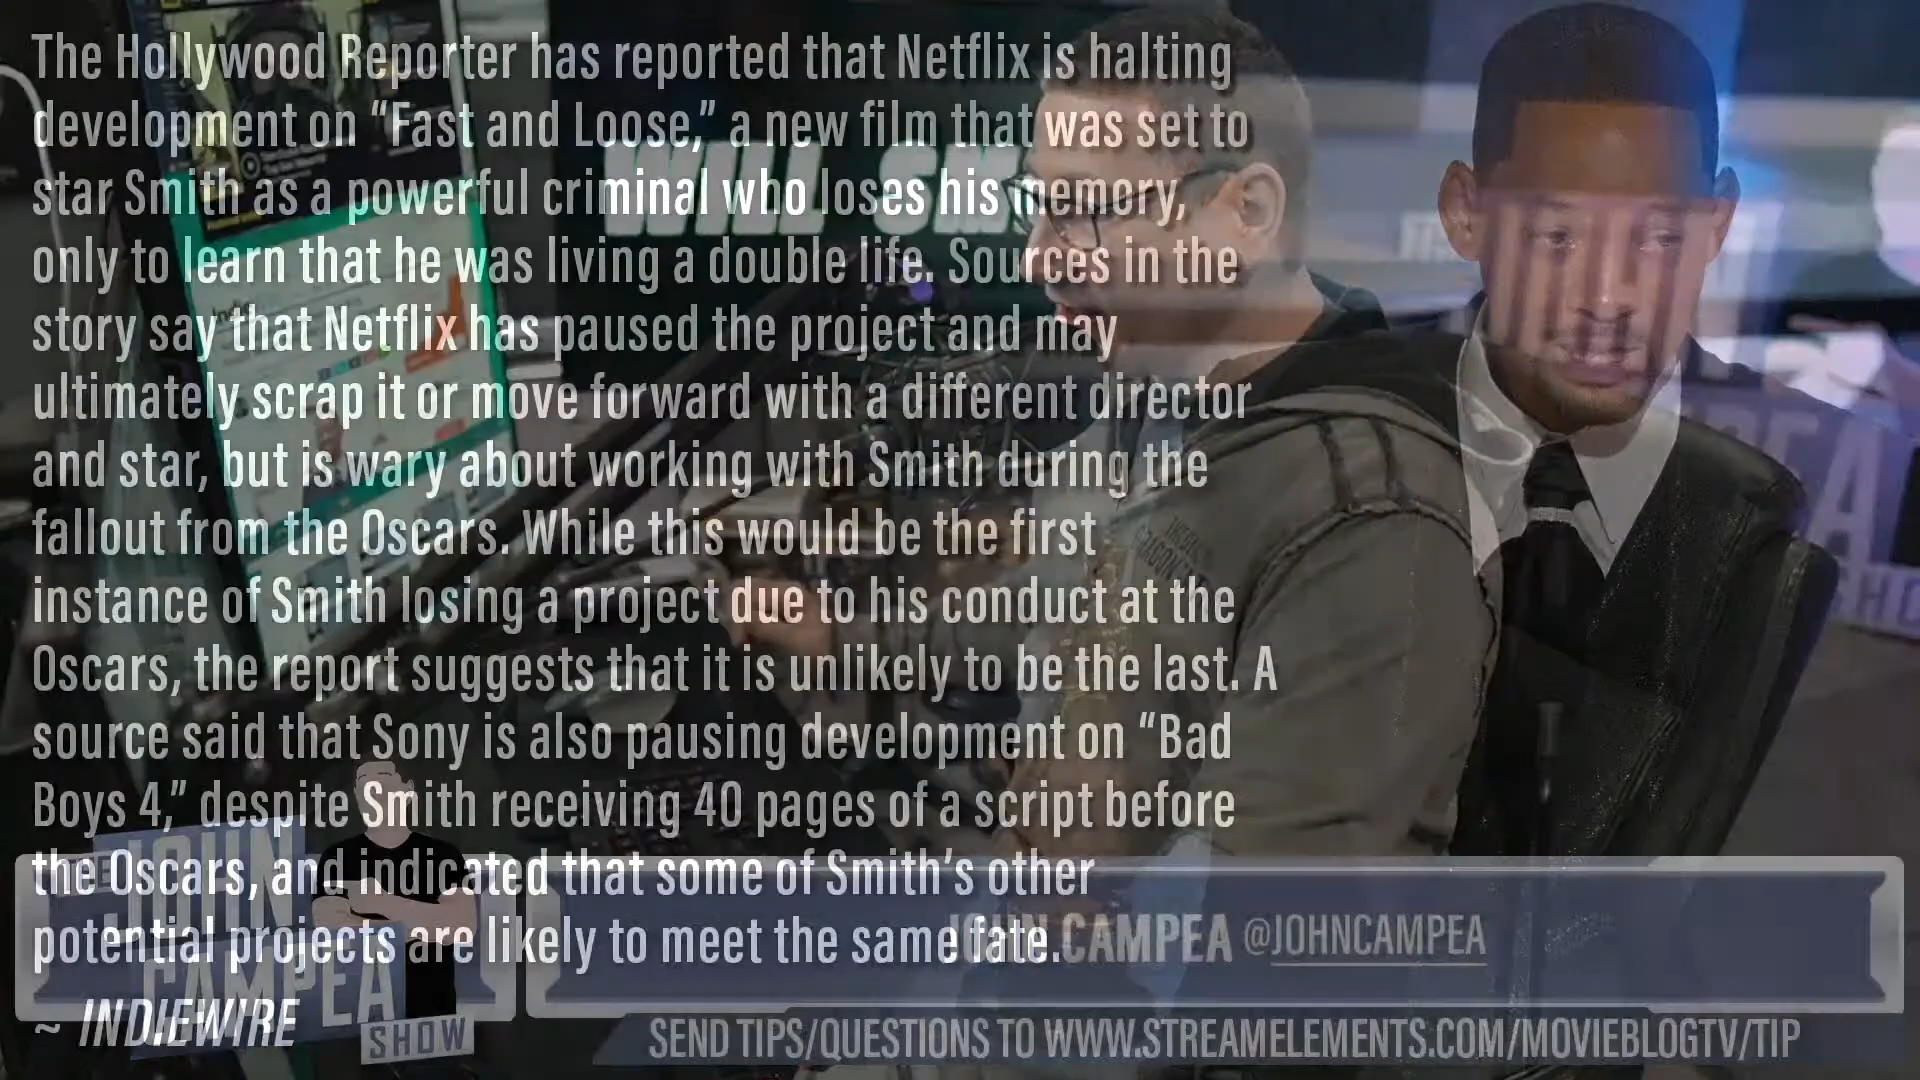 The Hollywood Reporter has reported that Netflix is halting
development on “Fast and Loose,” a new film that was set to
star Smith as a powerful criminal who loses his memory,
only to learn that he was living a double life. Sources in the
story say that Netflix has paused the project and may
ultimately scrap it or move forward with a different director
and star, but is wary about working with Smith during the
fallout from the Oscars. While this would be the first
instance of Smith losing a project due to his conduct at the
Oscars, the report suggests that it is unlikely to be the last. A
source said that Sony is also pausing development on “Bad
Boys 4,” despite Smith receiving 40 pages of a script before
the Oscars, and indicated that some of Smith’s other
potential projects are likely to meet the same fate.
~ INDIEWIRE
WILL SM
THE
JOHN
CAMPEA
SHOW
JOHN CAMPEA @JOHNCAMPEA
SEND TIPS/QUESTIONS TO WWW.STREAMELEMENTS.COM/MOVIEBLOGTV/TIP